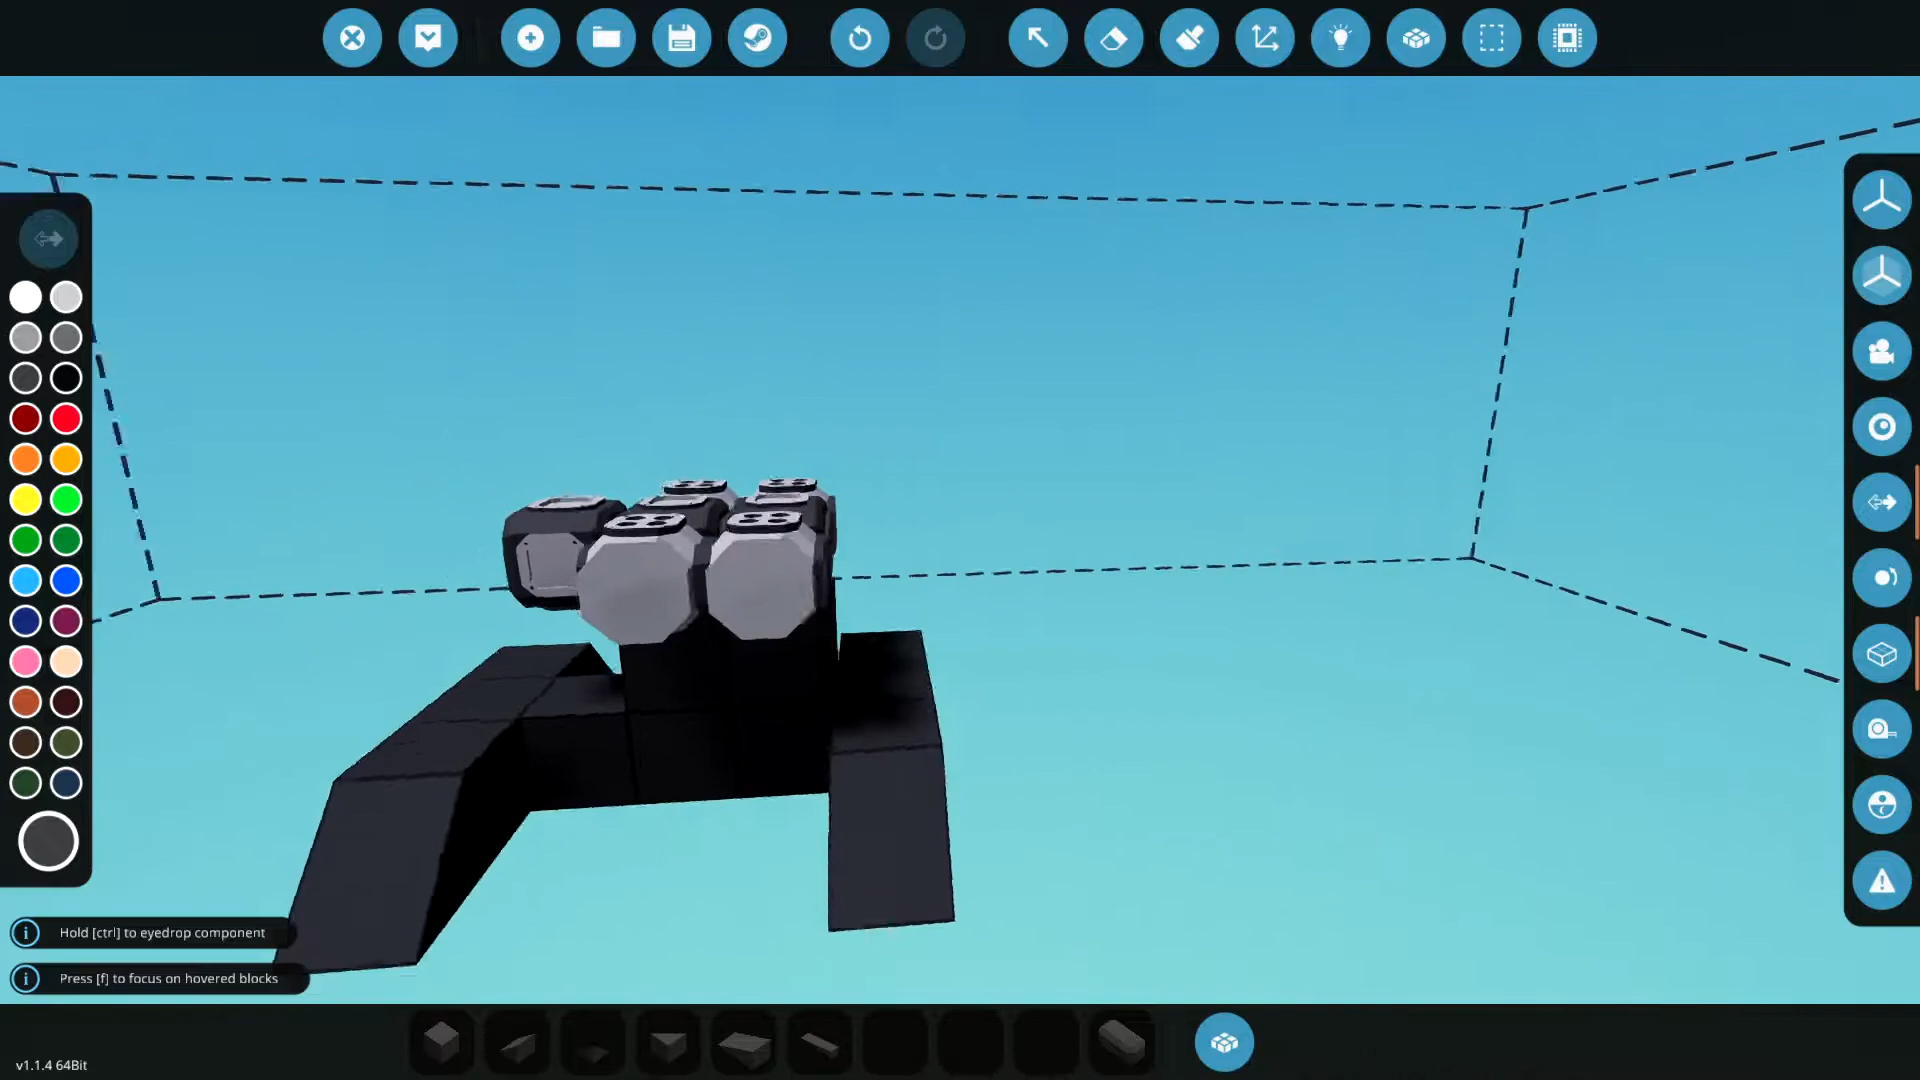 Hold [ctrl] to eyedrop component
Press [f] to focus on hovered blocks
v1.1.4 64Bit